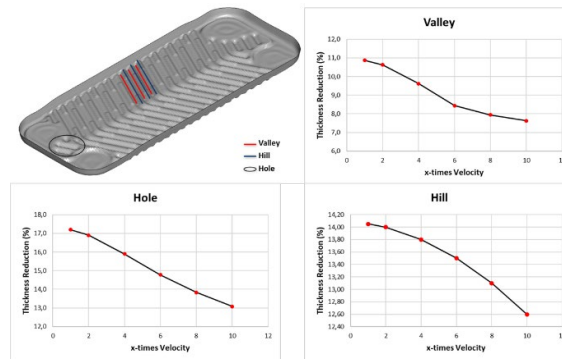 Valley
Hill
Hole
Valley
Thickness Reduction (%)
12,0
11,0
10,0
9,0
8,0
7,0
6,0
0 2 4 6 8 10 12
x-times Velocity
Hole
Thickness Reduction (%)
18,0
17,0
16,0
15,0
14,0
13,0
12,0
0 2 4 6 8 10 12
x-times Velocity
Hill
Thickness Reduction (%)
14,20
14,00
13,80
13,60
13,40
13,20
13,00
12,80
12,60
12,40
0 2 4 6 8 10 12
x-times Velocity